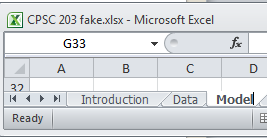 CPSC 203 fake.xlsx - Microsoft Excel
G33 fx
A B C D
32
Introduction Data Model
Ready